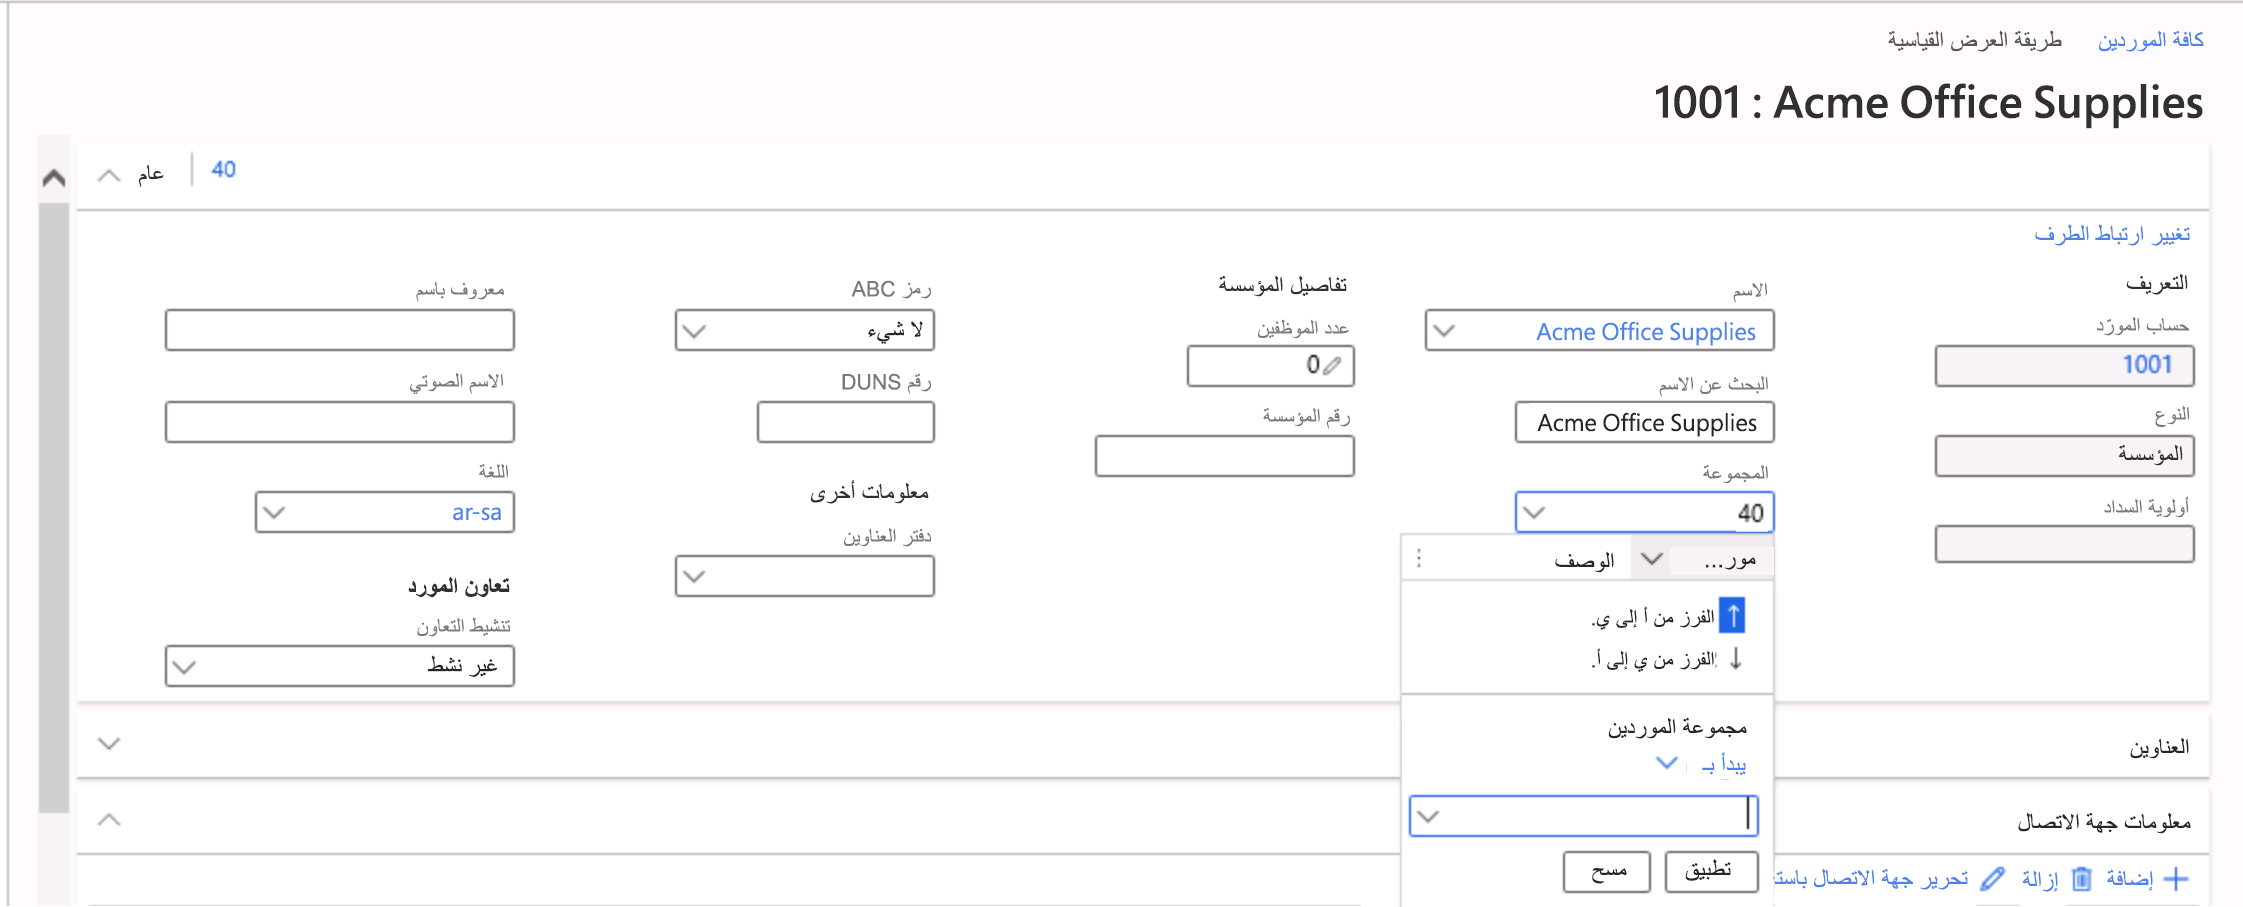 كافة الموردين
طريقة العرض القياسية
1001 : Acme Office Supplies
عام
40
تغيير ارتباط الطرف
التعريف
حساب المورّد
1001
النوع
المؤسسة
أولوية السداد
الاسم
Acme Office Supplies
البحث عن الاسم
Acme Office Supplies
المجموعة
40
مور...
الوصف
الفرز من أ إلى ي.
الفرز من ي إلى أ.
مجموعة الموردين
يبدأ بـ
تطبيق
مسح
تفاصيل المؤسسة
عدد الموظفين
0
رقم المؤسسة
رمز ABC
لا شيء
رقم DUNS
معلومات أخرى
دفتر العناوين
معروف باسم
الاسم الصوتي
اللغة
ar-sa
تعاون المورد
تنشيط التعاون
غير نشط
العناوين
معلومات جهة الاتصال
إضافة
إزالة
تحرير جهة الاتصال باست